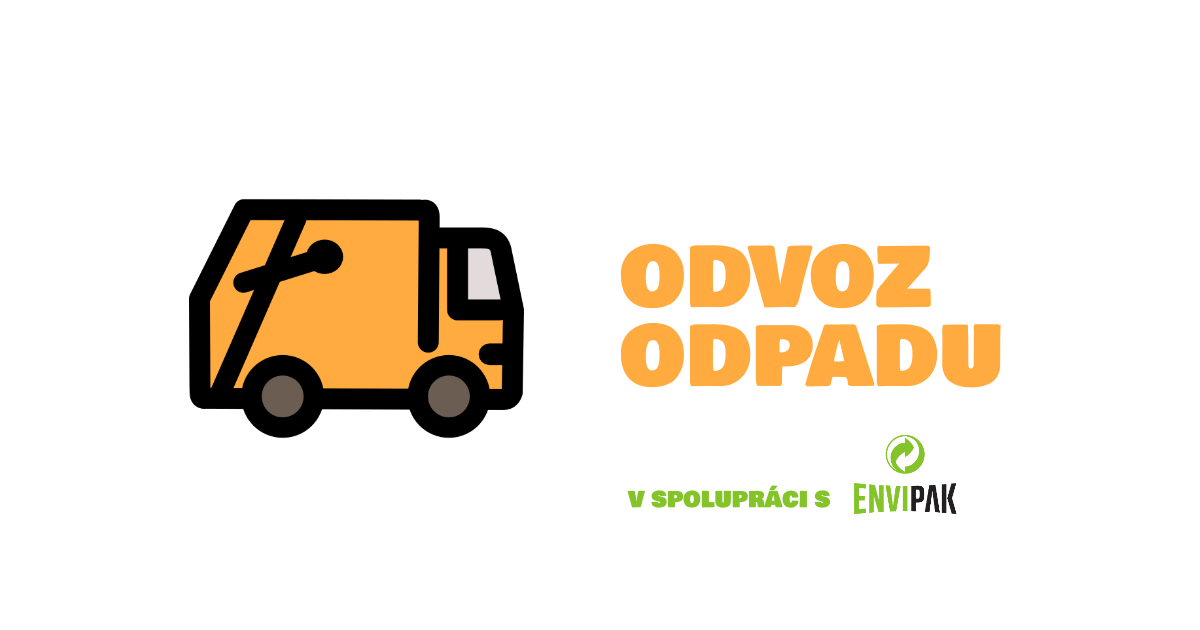 ODVOZ
ODPADU
V SPOLUPRÁCI S ENVIPAK